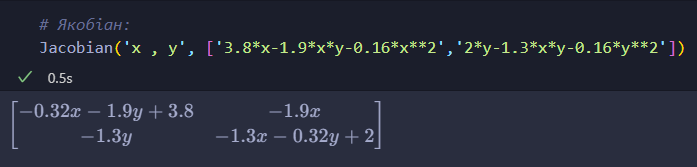 # Якобіан:
Jacobian('x , y', ['3.8*x-1.9*x*y-0.16*x**2','2*y-1.3*x*y-0.16*y**2'])
✓ 0.5s
[−0.32x − 1.9y + 3.8 −1.9x
−1.3y −1.3x − 0.32y + 2]